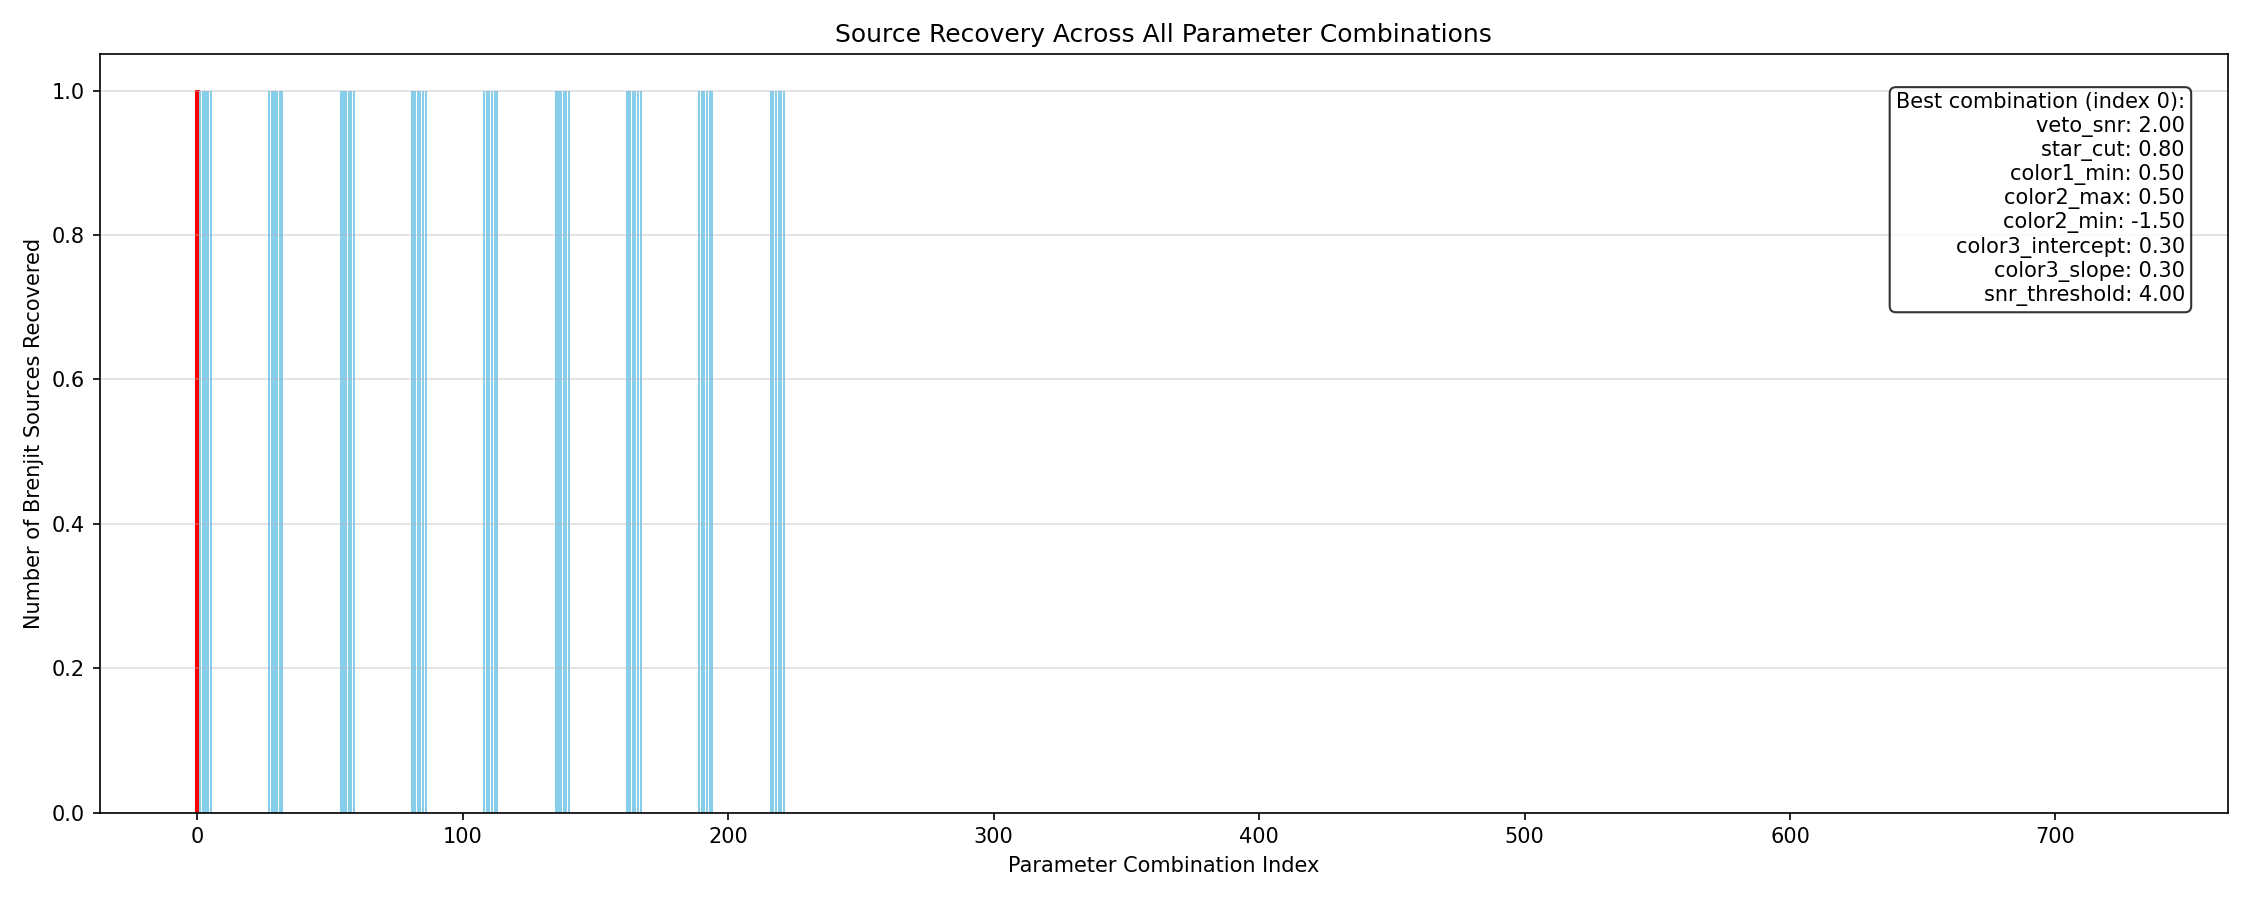 Source Recovery Across All Parameter Combinations
Number of Brenjit Sources Recovered
1.0
0.8
0.6
0.4
0.2
0.0
Best combination (index 0):
veto_snr: 2.00
star_cut: 0.80
color1_min: 0.50
color2_max: 0.50
color2_min: -1.50
color3_intercept: 0.30
color3_slope: 0.30
snr_threshold: 4.00
0 100 200 300 400 500 600 700
Parameter Combination Index